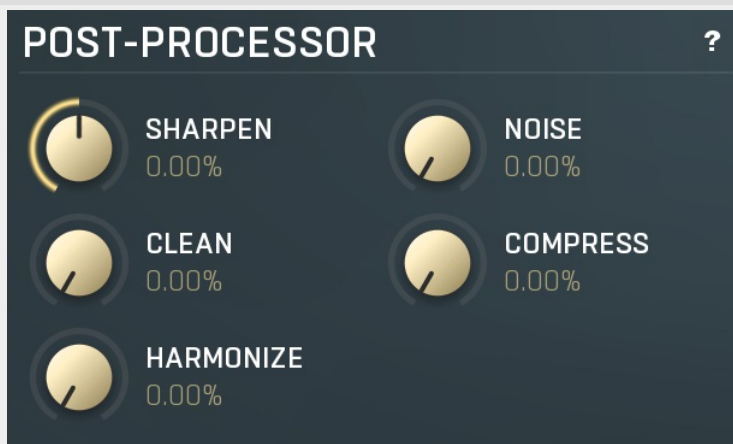 POST-PROCESSOR ?
SHARPEN
0.00%
NOISE
0.00%
CLEAN
0.00%
COMPRESS
0.00%
HARMONIZE
0.00%